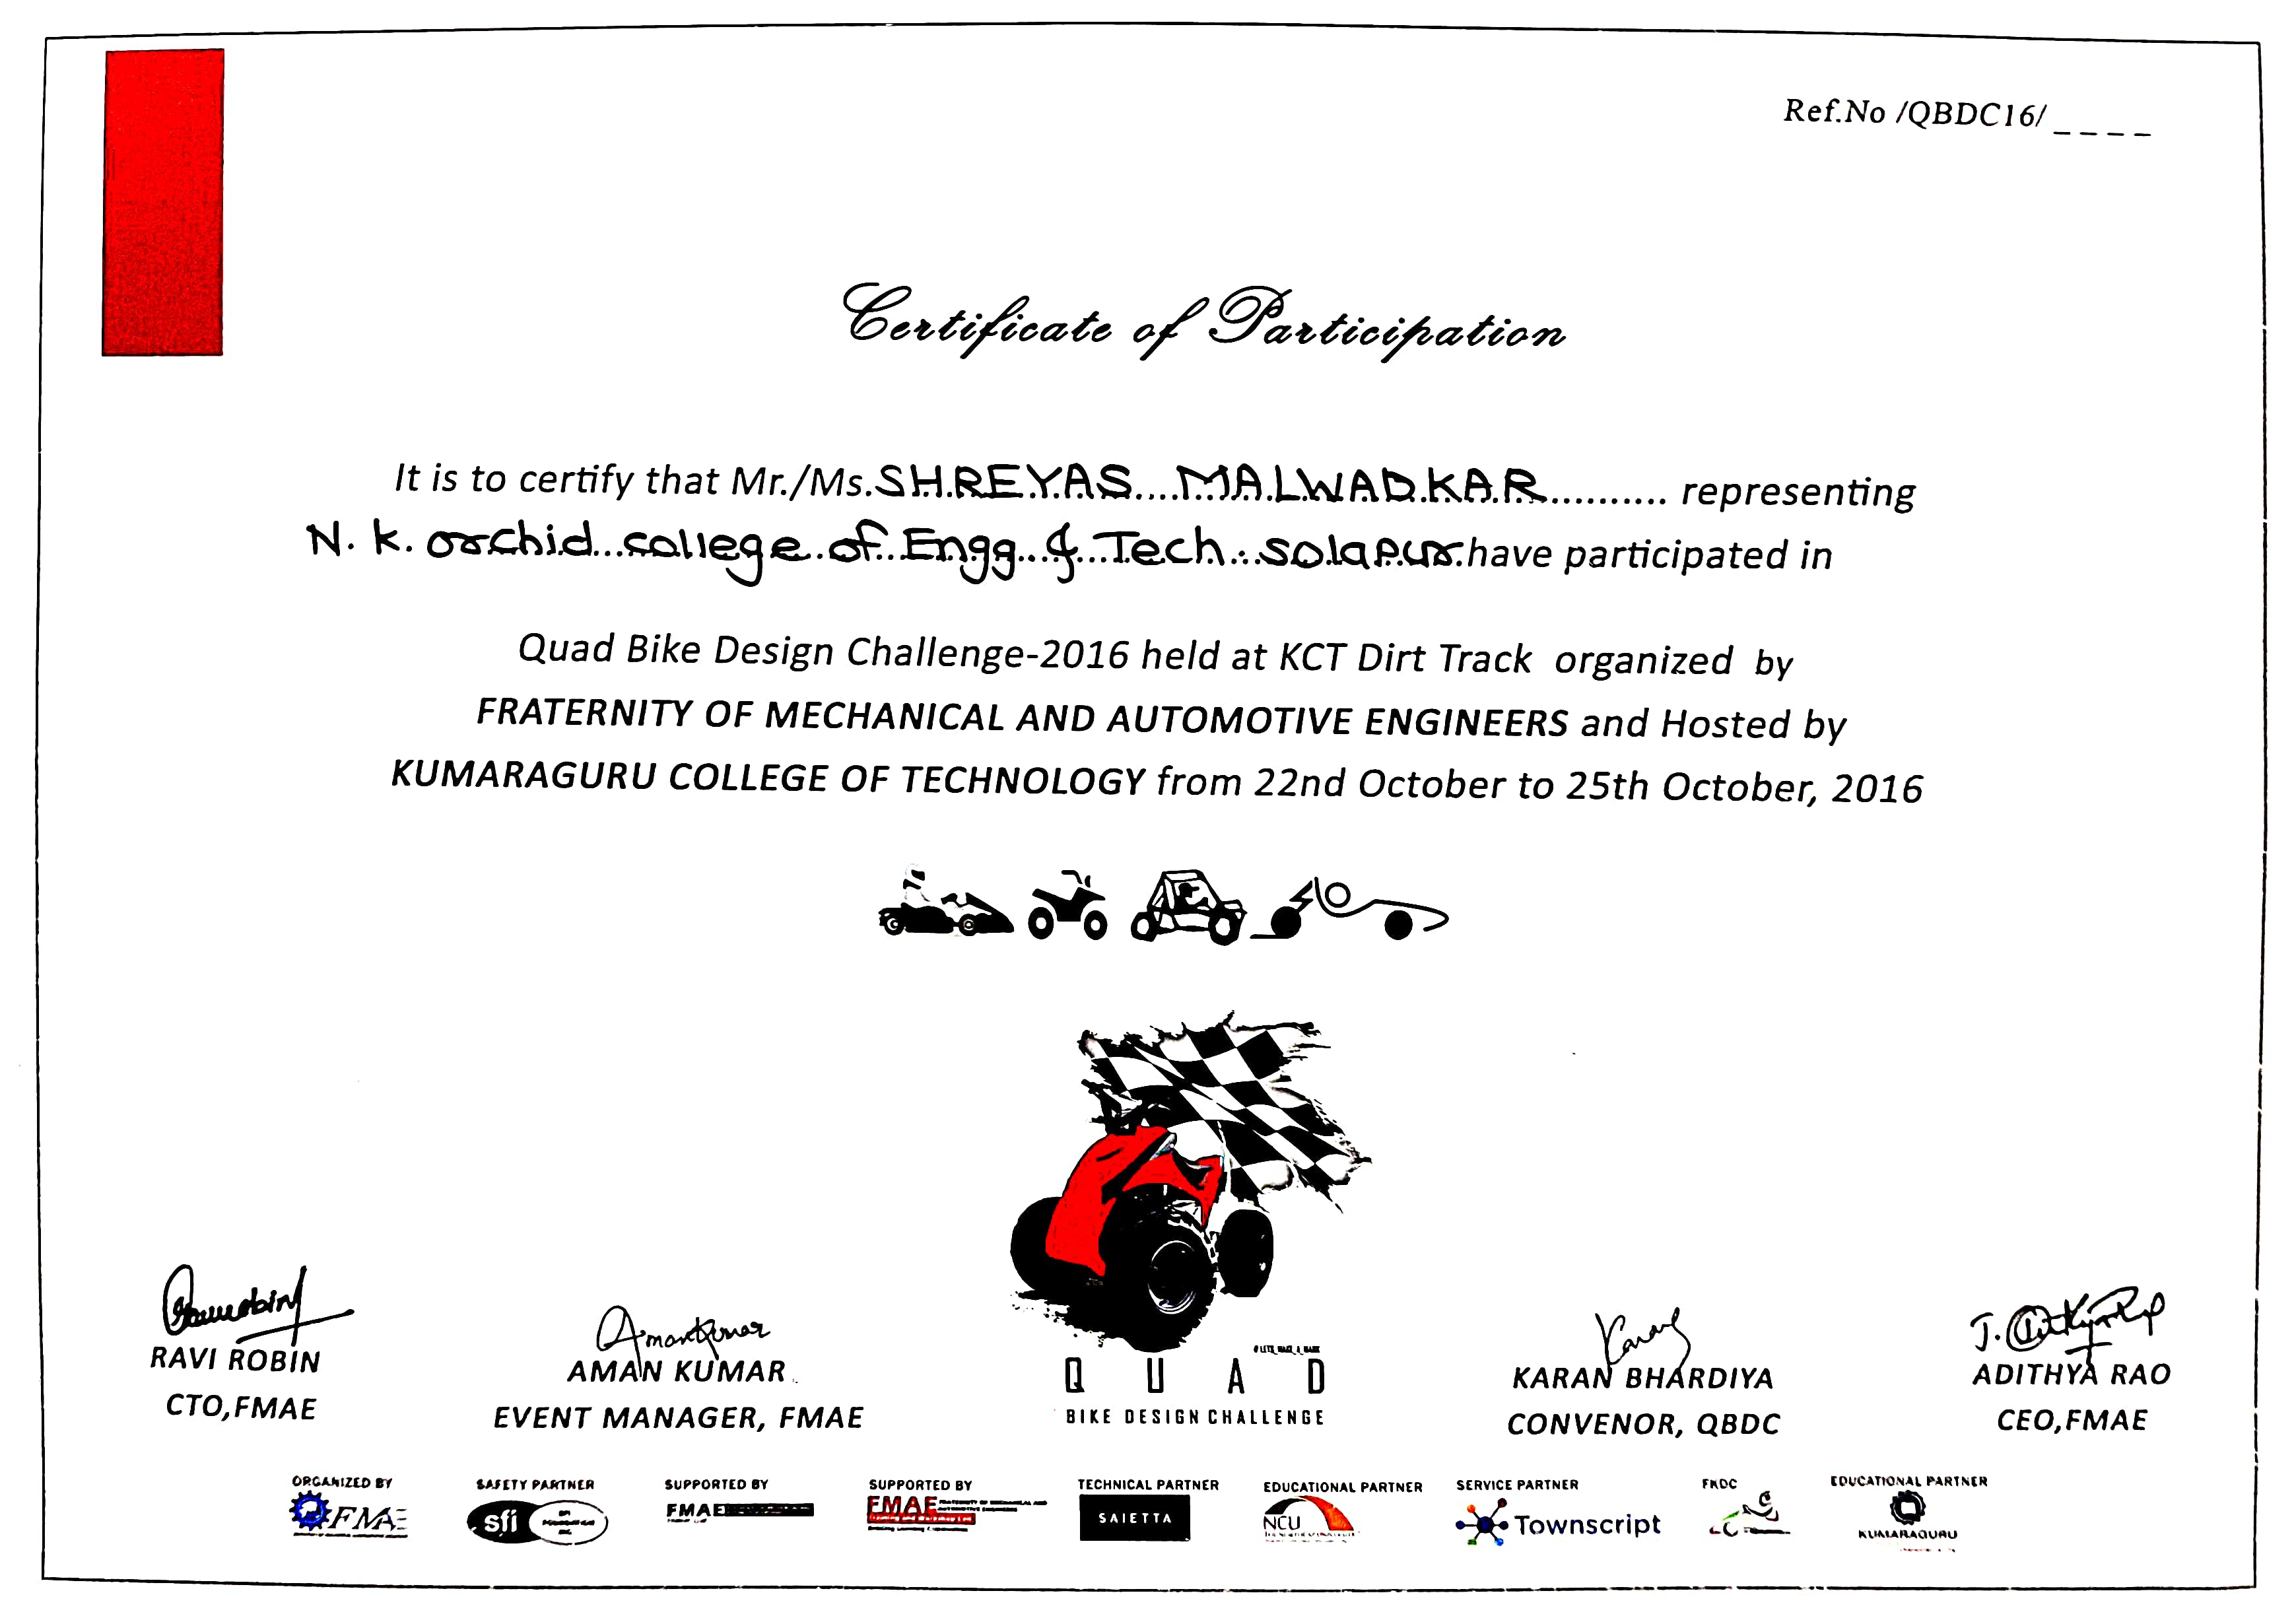 Ref.No /QBDC16/ _ _ _ _
Certificate of Participation
It is to certify that Mr./Ms.SHREYAS....MALWADKAR.......... representing
N. K. orchid...college.of..Engg...&..Tech..solapur.have participated in
Quad Bike Design Challenge-2016 held at KCT Dirt Track organized by
FRATERNITY OF MECHANICAL AND AUTOMOTIVE ENGINEERS and Hosted by
KUMARAGURU COLLEGE OF TECHNOLOGY from 22nd October to 25th October, 2016
RAVI ROBIN
CTO,FMAE
Amankumar
AMAN KUMAR
EVENT MANAGER, FMAE
QUAD
BIKE DESIGN CHALLENGE
Karan
KARAN BHARDIYA
CONVENOR, QBDC
ADITHYA RAO
CEO,FMAE
ORGANIZED BY
FMAE
SAFETY PARTNER
sfi
SUPPORTED BY
FMAE
SUPPORTED BY
FMAE
TECHNICAL PARTNER
SAIETTA
EDUCATIONAL PARTNER
NCU
SERVICE PARTNER
Townscript
FKDC
EDUCATIONAL PARTNER
KUMARAGURU